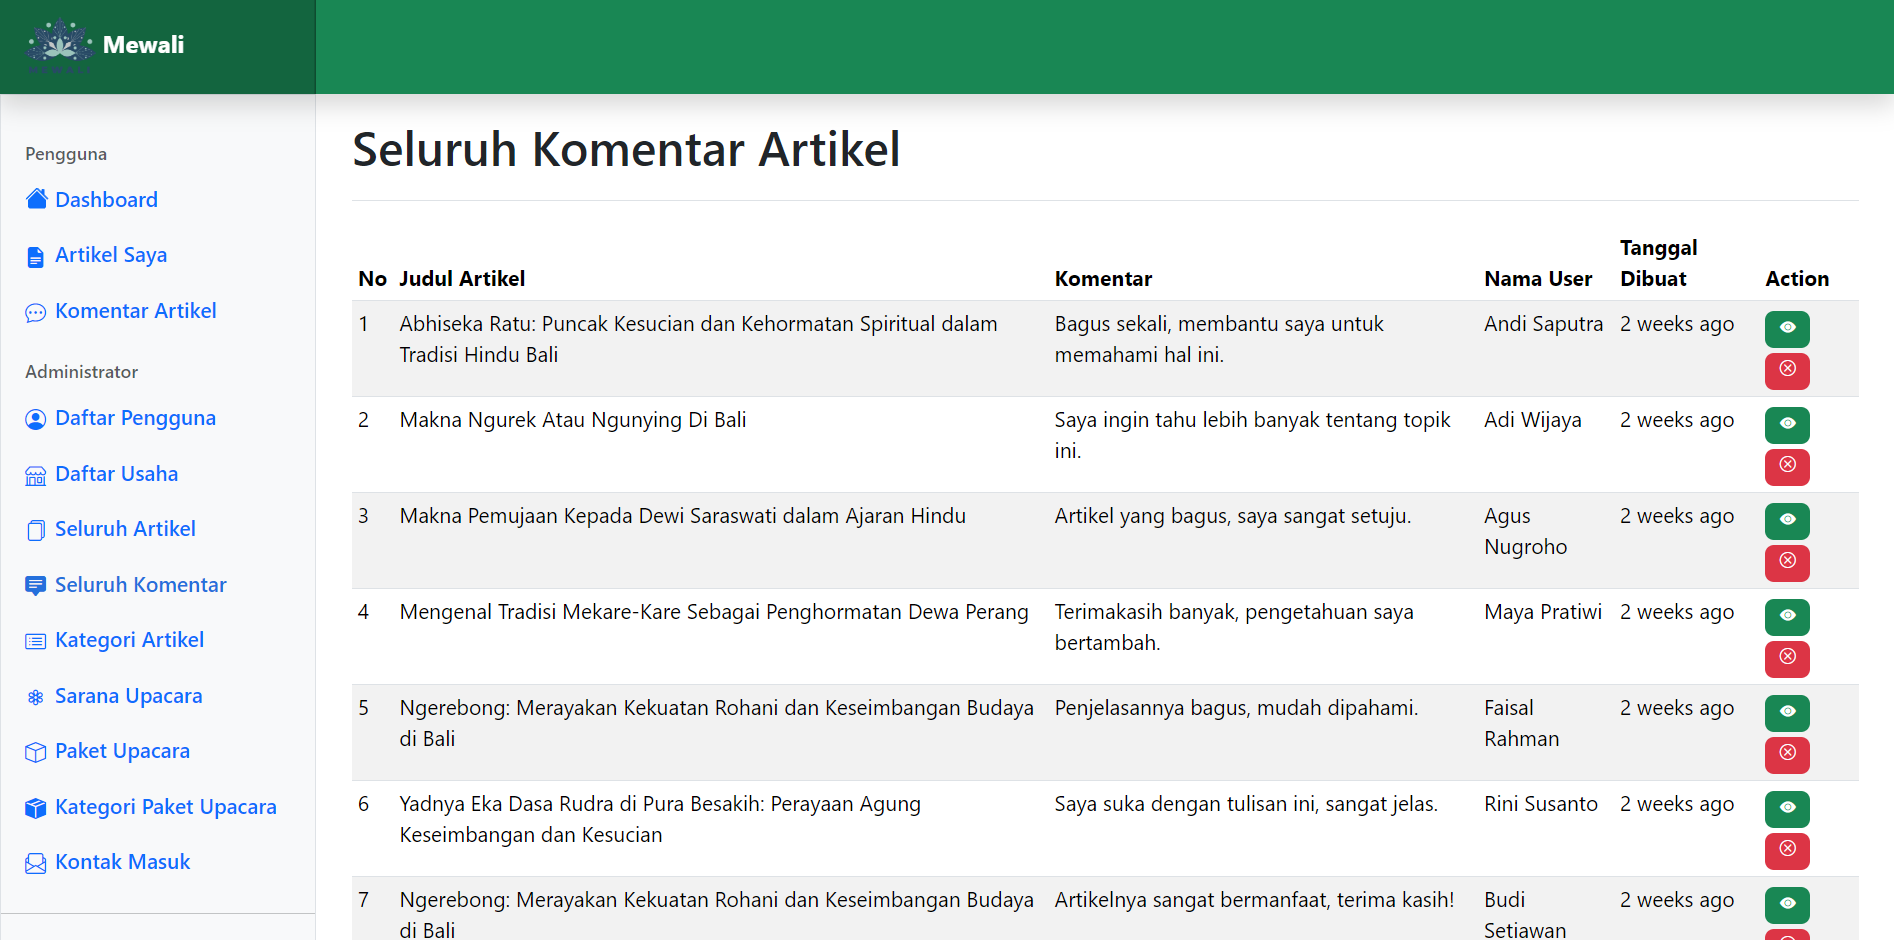 Mewali
Pengguna
Dashboard
Artikel Saya
Komentar Artikel
Administrator
Daftar Pengguna
Daftar Usaha
Seluruh Artikel
Seluruh Komentar
Kategori Artikel
Sarana Upacara
Paket Upacara
Kategori Paket Upacara
Kontak Masuk
Seluruh Komentar Artikel
No Judul Artikel Komentar Nama User Tanggal Dibuat Action
1 Abhiseka Ratu: Puncak Kesucian dan Kehormatan Spiritual dalam Bagus sekali, membantu saya untuk Andi Saputra 2 weeks ago
Tradisi Hindu Bali memahami hal ini.
2 Makna Ngurek Atau Ngunying Di Bali Saya ingin tahu lebih banyak tentang topik Adi Wijaya 2 weeks ago
ini.
3 Makna Pemujaan Kepada Dewi Saraswati dalam Ajaran Hindu Artikel yang bagus, saya sangat setuju. Agus 2 weeks ago
Nugroho
4 Mengenal Tradisi Mekare-Kare Sebagai Penghormatan Dewa Perang Terimakasih banyak, pengetahuan saya Maya Pratiwi 2 weeks ago
bertambah.
5 Ngerebong: Merayakan Kekuatan Rohani dan Keseimbangan Budaya Penjelasannya bagus, mudah dipahami. Faisal 2 weeks ago
di Bali Rahman
6 Yadnya Eka Dasa Rudra di Pura Besakih: Perayaan Agung Saya suka dengan tulisan ini, sangat jelas. Rini Susanto 2 weeks ago
Keseimbangan dan Kesucian
7 Ngerebong: Merayakan Kekuatan Rohani dan Keseimbangan Budaya Artikelnya sangat bermanfaat, terima kasih! Budi 2 weeks ago
di Bali Setiawan